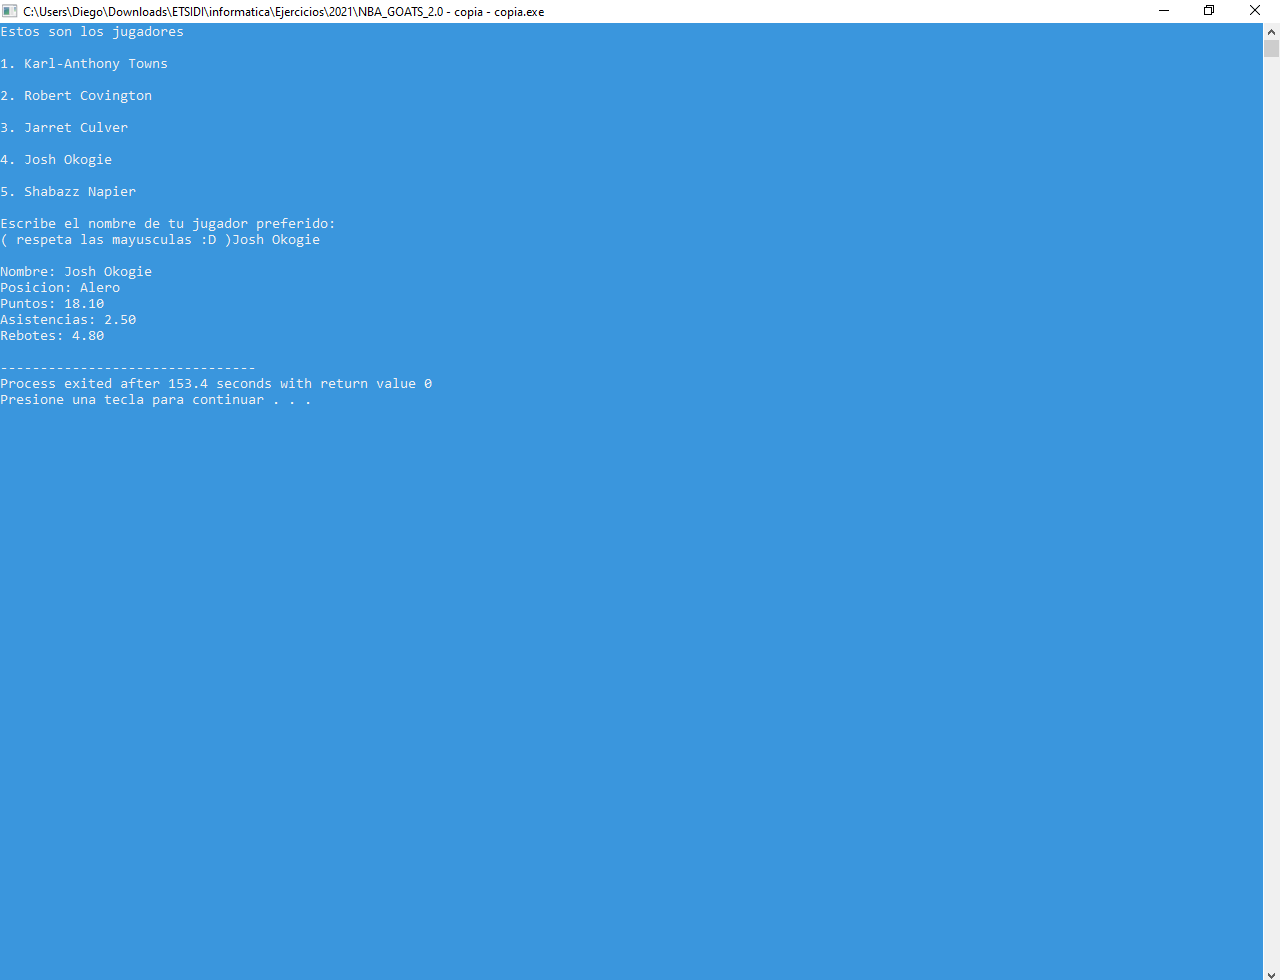 C:\Users\Diego\Downloads\ETSIDI\informatica\Ejercicios\2021\NBA_GOATS_2.0 - copia - copia.exe
Estos son los jugadores
1. Karl-Anthony Towns
2. Robert Covington
3. Jarret Culver
4. Josh Okogie
5. Shabazz Napier
Escribe el nombre de tu jugador preferido:
( respeta las mayusculas :D )Josh Okogie
Nombre: Josh Okogie
Posicion: Alero
Puntos: 18.10
Asistencias: 2.50
Rebotes: 4.80
--------------------------------
Process exited after 153.4 seconds with return value 0
Presione una tecla para continuar . . .